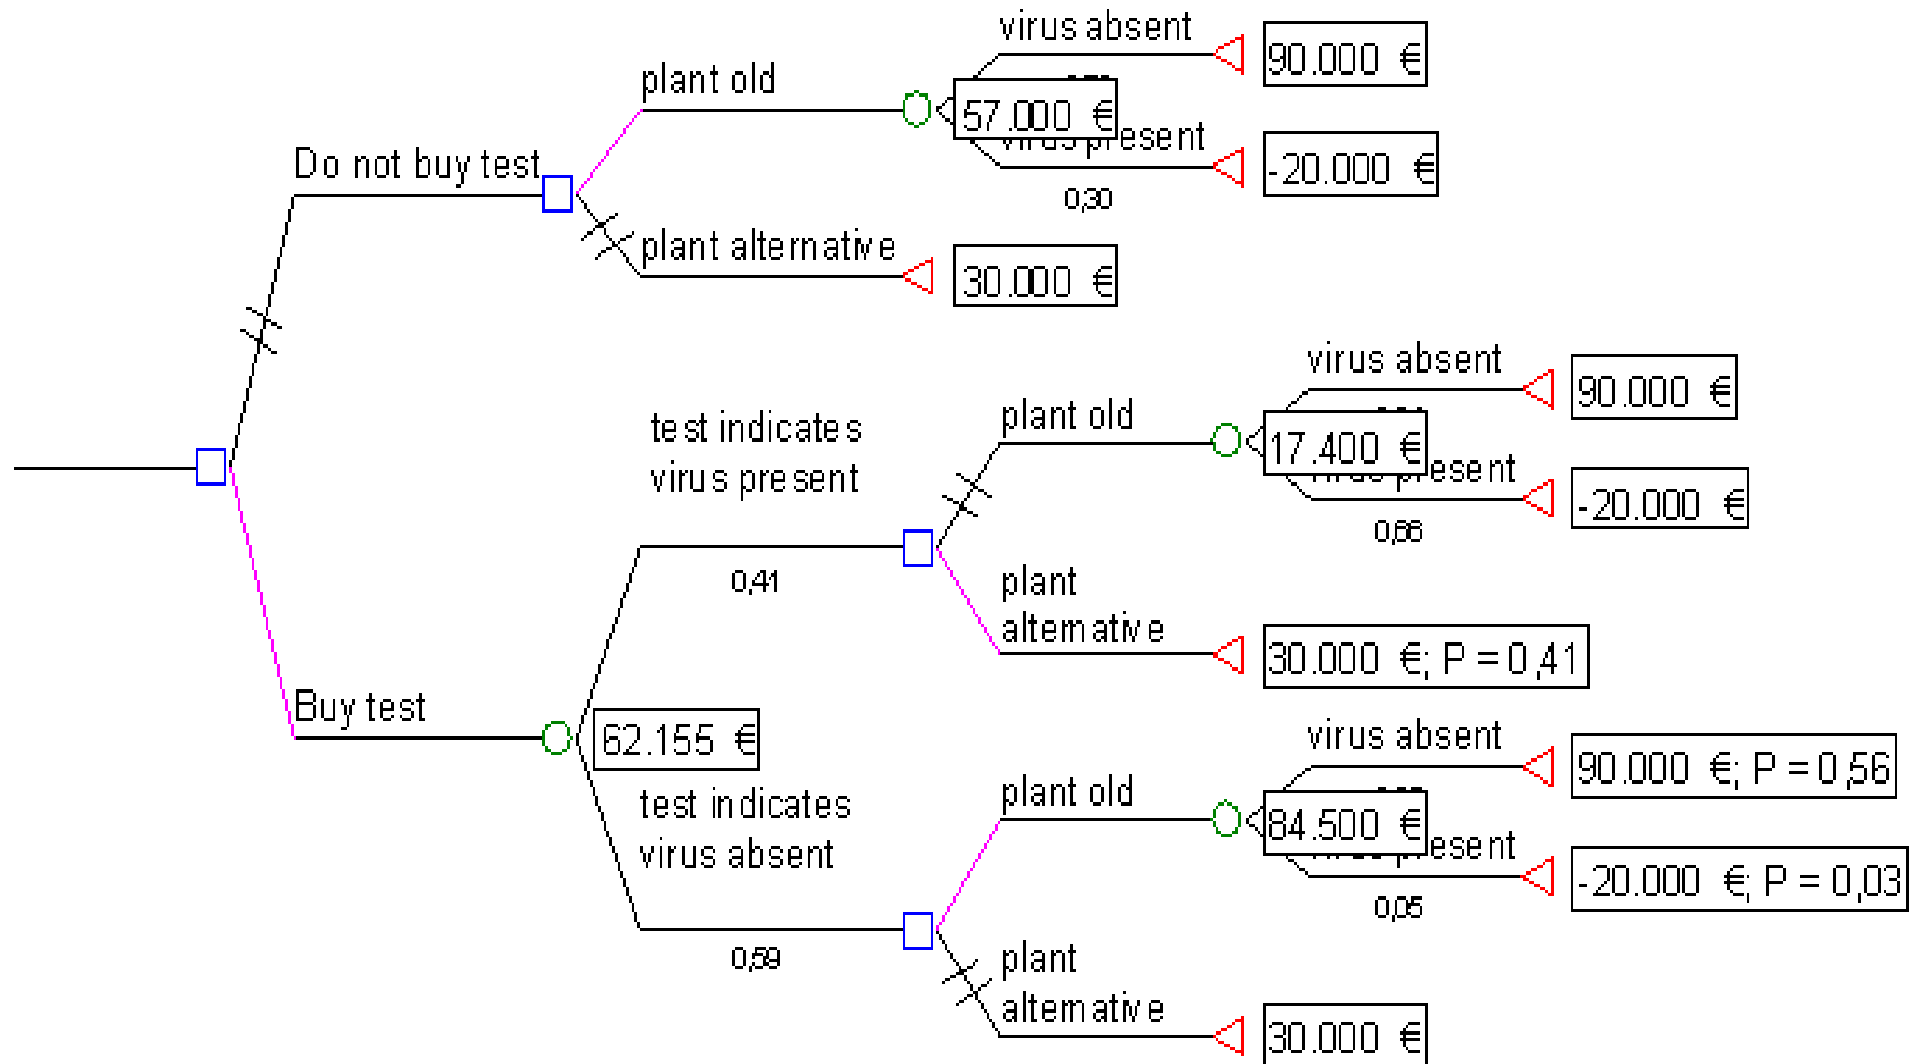 virus absent
90.000 €
plant old
57.000 €
present
-20.000 €
0,30
Do not buy test
plant alternative
30.000 €
virus absent
90.000 €
plant old
17.400 €
-20.000 €
0,66
test indicates
virus present
0,41
plant
alternative
30.000 €; P = 0,41
Buy test
62.155 €
virus absent
90.000 €; P = 0,56
test indicates
virus absent
plant old
84.500 €
-20.000 €; P = 0,03
0,05
0,59
plant
alternative
30.000 €